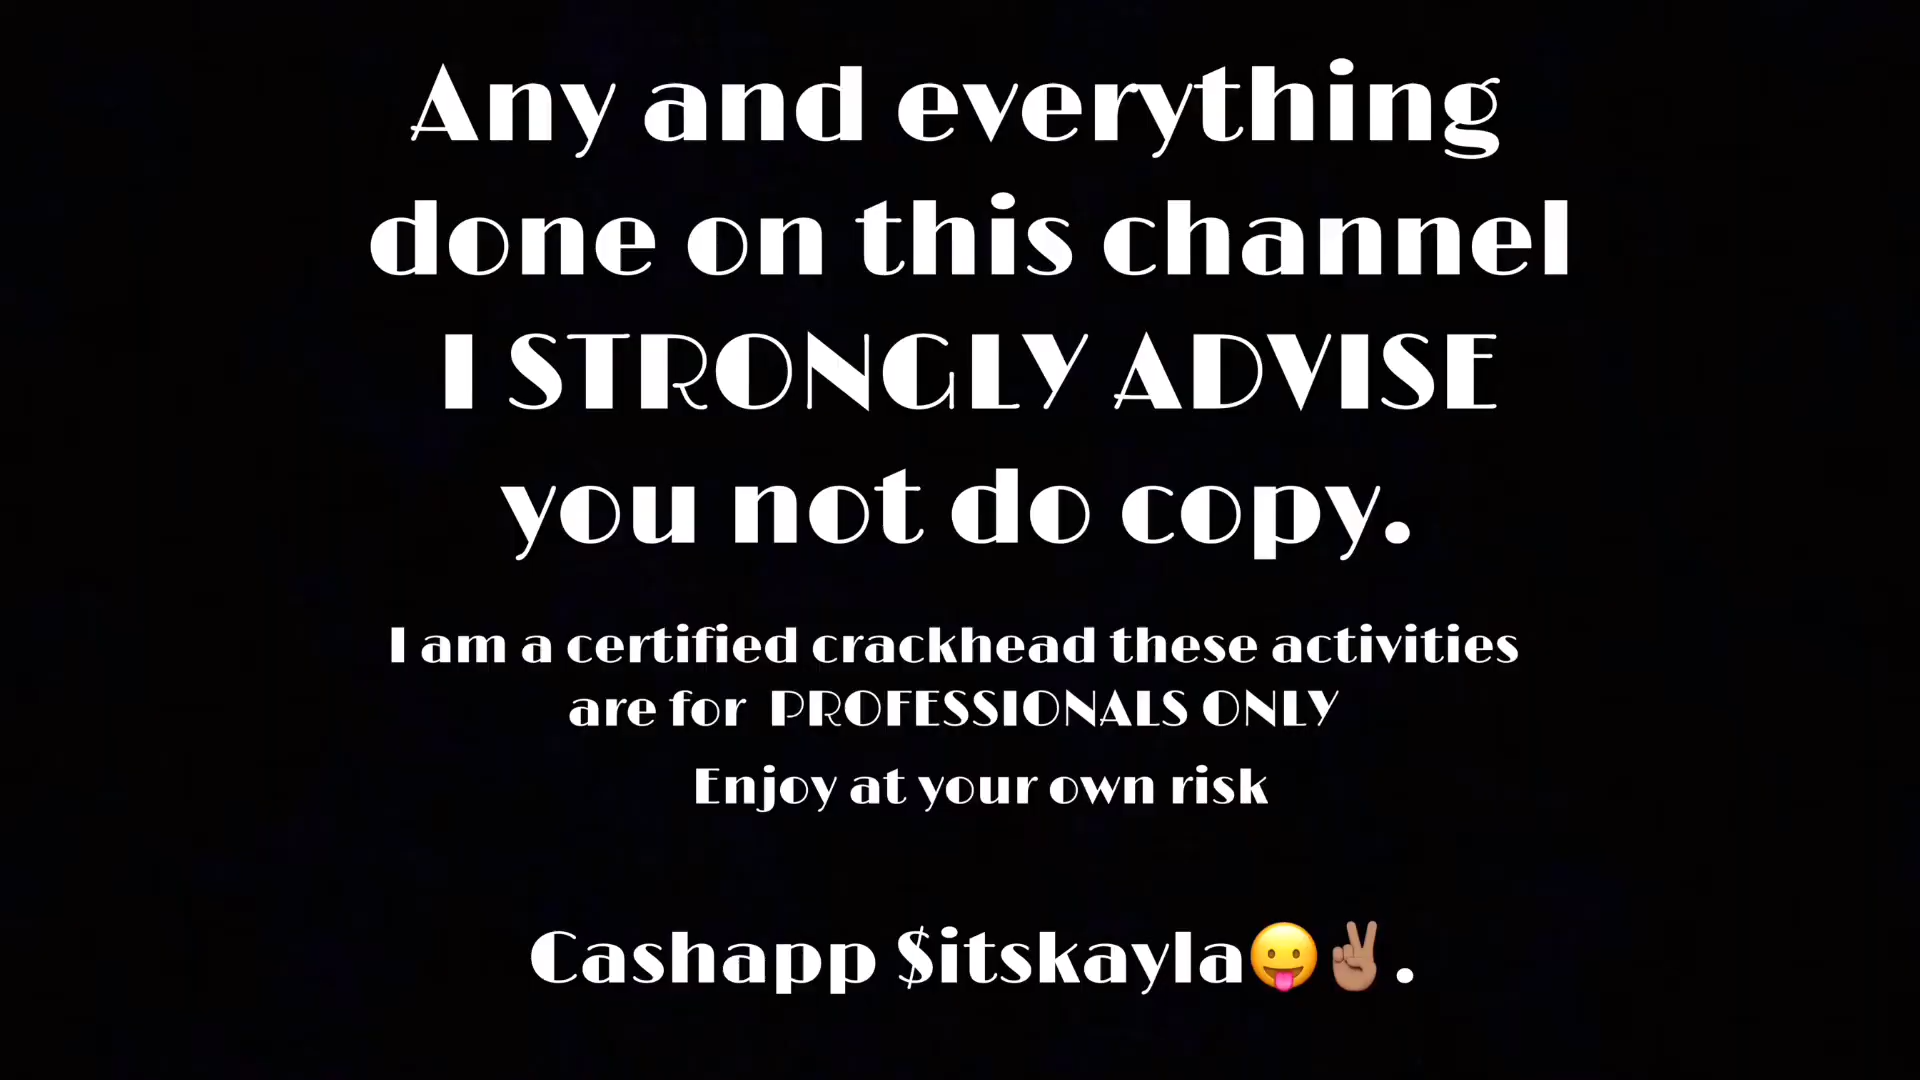 Any and everything
done on this channel
I STRONGLY ADVISE
you not do copy.
I am a certified crackhead these activities
are for PROFESSIONALS ONLY
Enjoy at your own risk
Cashapp $itskayla😛✌🏽.